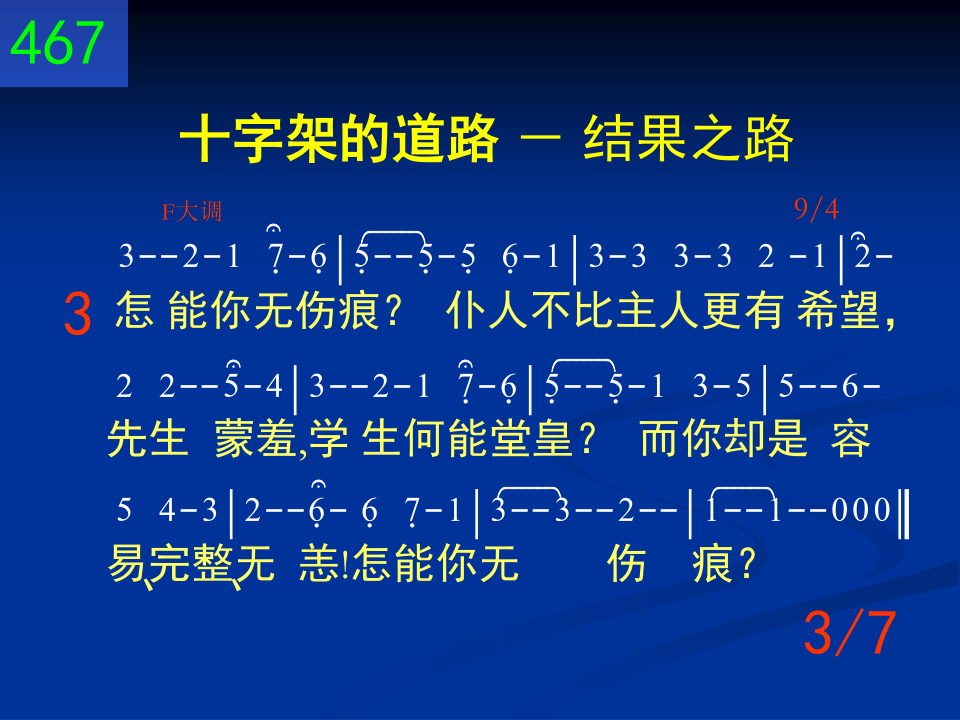 467
十字架的道路 － 结果之路
F大调 9/4
3--2-1 7̣-6̣|5̣--5̣-5̣ 6̣-1|3-3 3-3 2 -1|2-
3 怎 能你无伤痕? 仆人不比主人更有 希望,
2 2--5-4|3--2-1 7̣-6̣|5̣--5̣-1 3-5|5--6-
先生 蒙羞,学 生何能堂皇? 而你却是 容
5 4-3|2--6̣- 6̣ 7̣-1|3--3--2--|1--1--000‖
易、完整、无 恙!怎能你无 伤 痕?
3/7